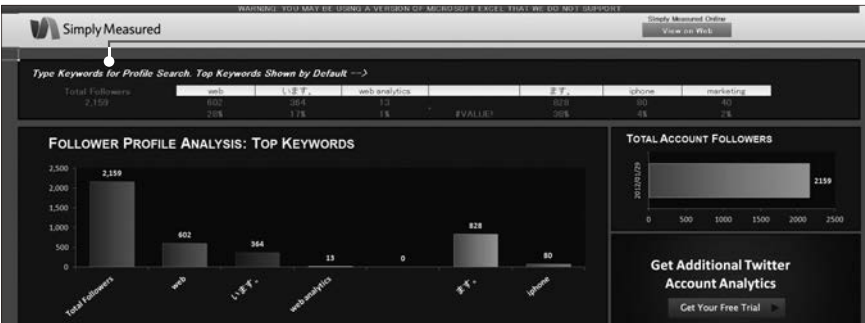 WARNING: YOU MAY BE USING A VERSION OF MICROSOFT EXCEL THAT WE DO NOT SUPPORT
Simply Measured
Simply Measured Online
View on Web
Type Keywords for Profile Search. Top Keywords Shown by Default -->
Total Followers web います。 web analytics ます。 iphone marketing
2,159 602 364 13 828 80 40
28% 17% 1% #VALUE! 38% 4% 2%
FOLLOWER PROFILE ANALYSIS: TOP KEYWORDS
2,500
2,000
1,500
1,000
500
0
2,159
602
364
13
0
828
80
Total Followers
web
います。
web analytics
ます。
iphone
TOTAL ACCOUNT FOLLOWERS
2012/01/29
2159
0 500 1000 1500 2000 2500
Get Additional Twitter
Account Analytics
Get Your Free Trial